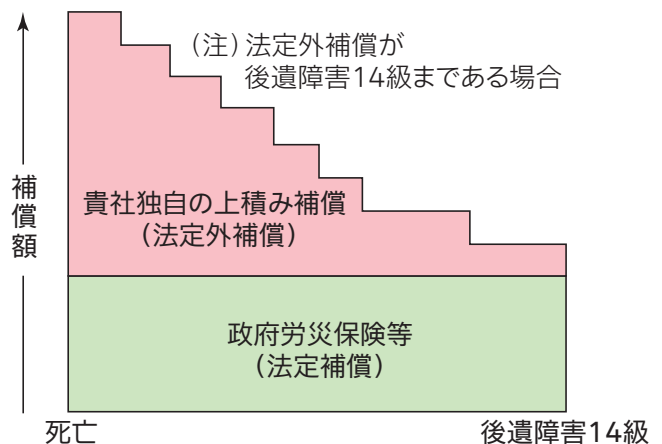 (注)法定外補償が
後遺障害14級まである場合
補償額
貴社独自の上積み補償
(法定外補償)
政府労災保険等
(法定補償)
死亡
後遺障害14級